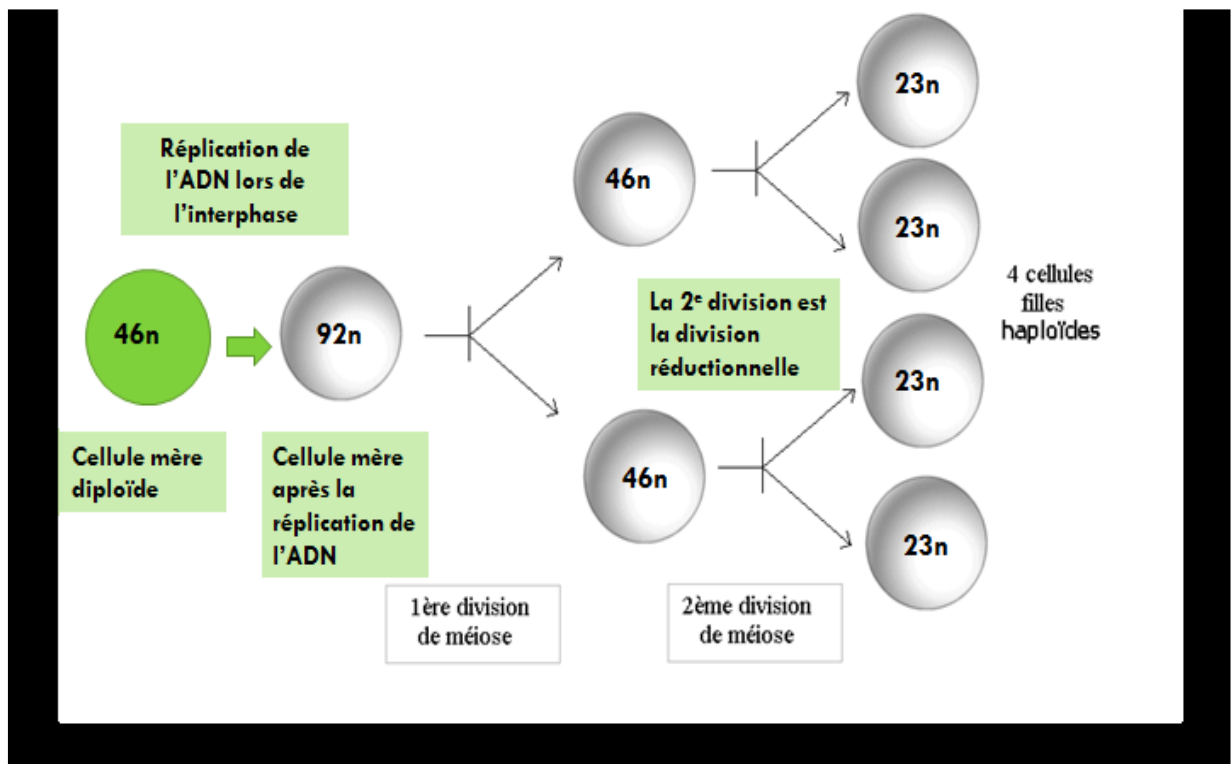 Réplication de
l'ADN lors de
l'interphase
46n
92n
Cellule mère
diploïde
Cellule mère
après la
réplication de
l'ADN
1ère division
de méiose
46n
46n
La 2e division est
la division
réductionnelle
2ème division
de méiose
23n
23n
23n
23n
4 cellules
filles
haploïdes